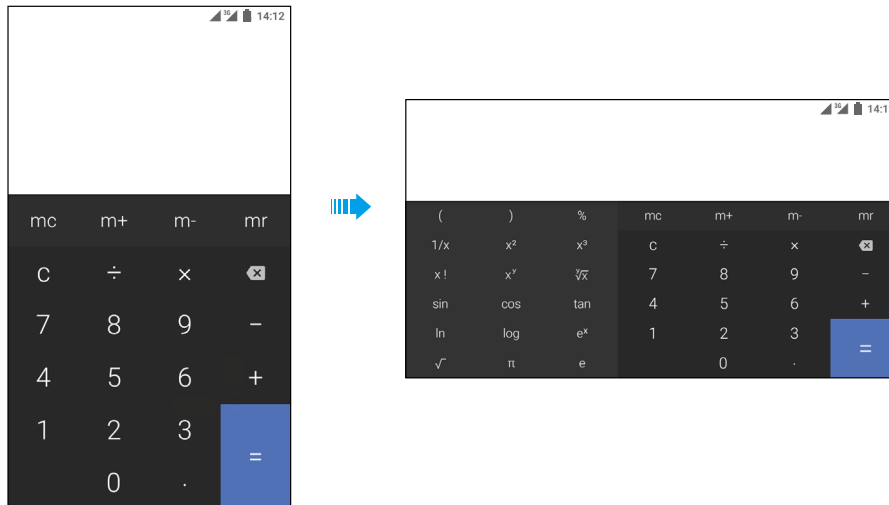 3G 14:12
mc m+ m- mr
C ÷ ×
7 8 9 −
4 5 6 +
1 2 3
=
0 .
3G 14:1
( ) % mc m+ m- mr
1/x x² x³ C ÷ ×
x ! xʸ ʸ√x 7 8 9 −
sin cos tan 4 5 6 +
ln log eˣ 1 2 3
=
√ π e 0 .